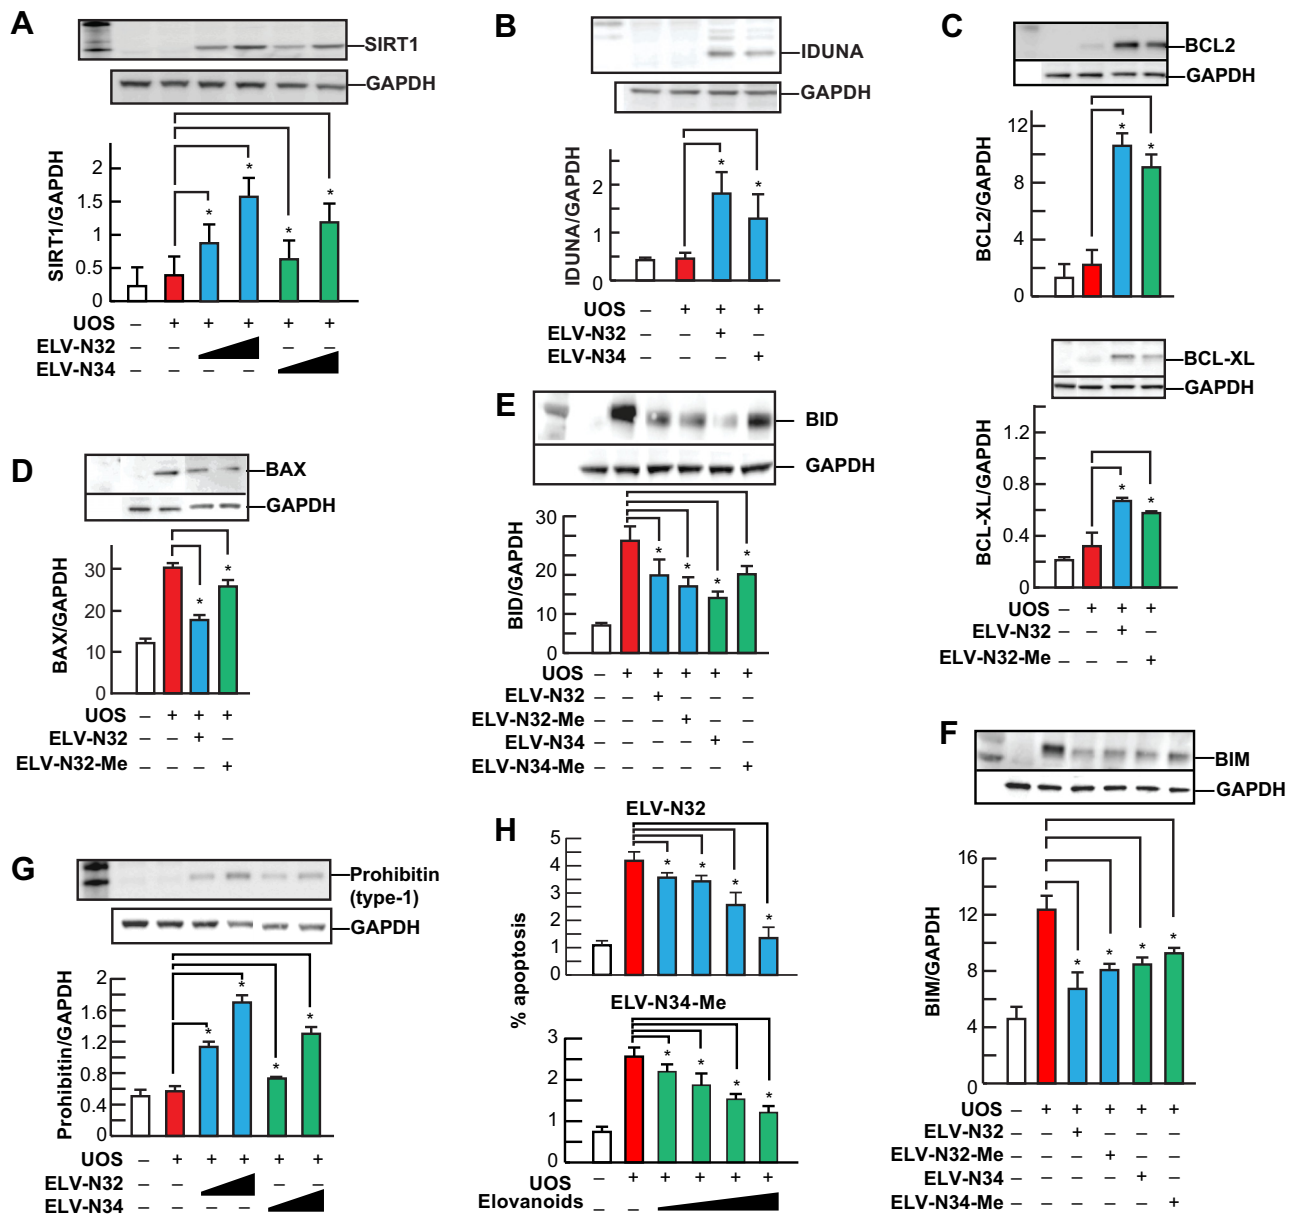 A
SIRT1
GAPDH
SIRT1/GAPDH
2
1.5
1
0.5
0
* * * *
UOS – + + + + +
ELV-N32 – – – –
ELV-N34 – – – –
B
IDUNA
GAPDH
IDUNA/GAPDH
2
1
0
* *
UOS – + + +
ELV-N32 – – + –
ELV-N34 – – – +
C
BCL2
GAPDH
BCL2/GAPDH
12
8
4
0
* *
BCL-XL
GAPDH
BCL-XL/GAPDH
1.2
0.8
0.4
0
* *
UOS – + + +
ELV-N32 – – + –
ELV-N32-Me – – – +
D
BAX
GAPDH
BAX/GAPDH
30
20
10
0
* *
UOS – + + +
ELV-N32 – – + –
ELV-N32-Me – – – +
E
BID
GAPDH
BID/GAPDH
30
20
10
0
* * * *
UOS – + + + + +
ELV-N32 – – + – – –
ELV-N32-Me – – – + – –
ELV-N34 – – – – + –
ELV-N34-Me – – – – – +
F
BIM
GAPDH
BIM/GAPDH
16
12
8
4
0
* * * *
UOS – + + + + +
ELV-N32 – – + – – –
ELV-N32-Me – – – + – –
ELV-N34 – – – – + –
ELV-N34-Me – – – – – +
G
Prohibitin
(type-1)
GAPDH
Prohibitin/GAPDH
2
1.6
1.2
0.8
0.4
0
* * * *
UOS – + + + + +
ELV-N32 – – – –
ELV-N34 – – – –
H
ELV-N32
% apoptosis
5
4
3
2
1
0
* * * *
ELV-N34-Me
3
2
1
0
* * * *
UOS – + + + + +
Elovanoids – –